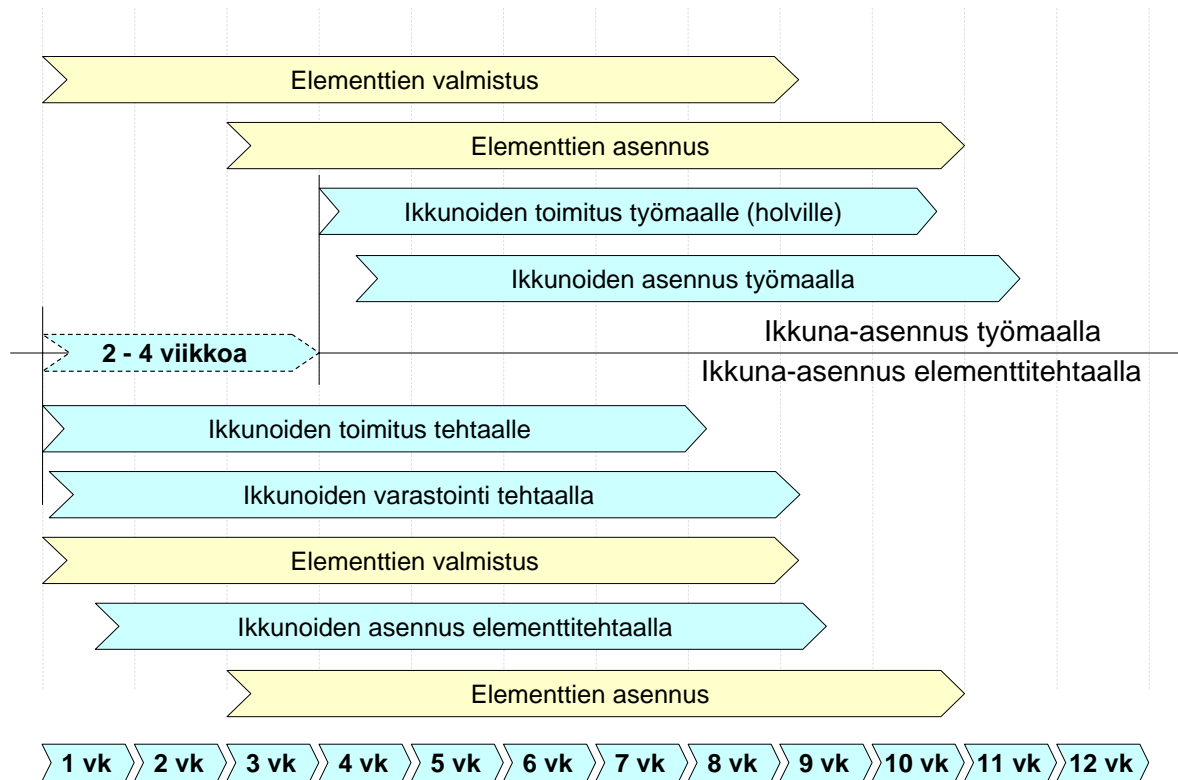 Elementtien valmistus
Elementtien asennus
Ikkunoiden toimitus työmaalle (holville)
Ikkunoiden asennus työmaalla
Ikkuna-asennus työmaalla
2 - 4 viikkoa
Ikkuna-asennus elementtitehtaalla
Ikkunoiden toimitus tehtaalle
Ikkunoiden varastointi tehtaalla
Elementtien valmistus
Ikkunoiden asennus elementtitehtaalla
Elementtien asennus
1 vk 2 vk 3 vk 4 vk 5 vk 6 vk 7 vk 8 vk 9 vk 10 vk 11 vk 12 vk